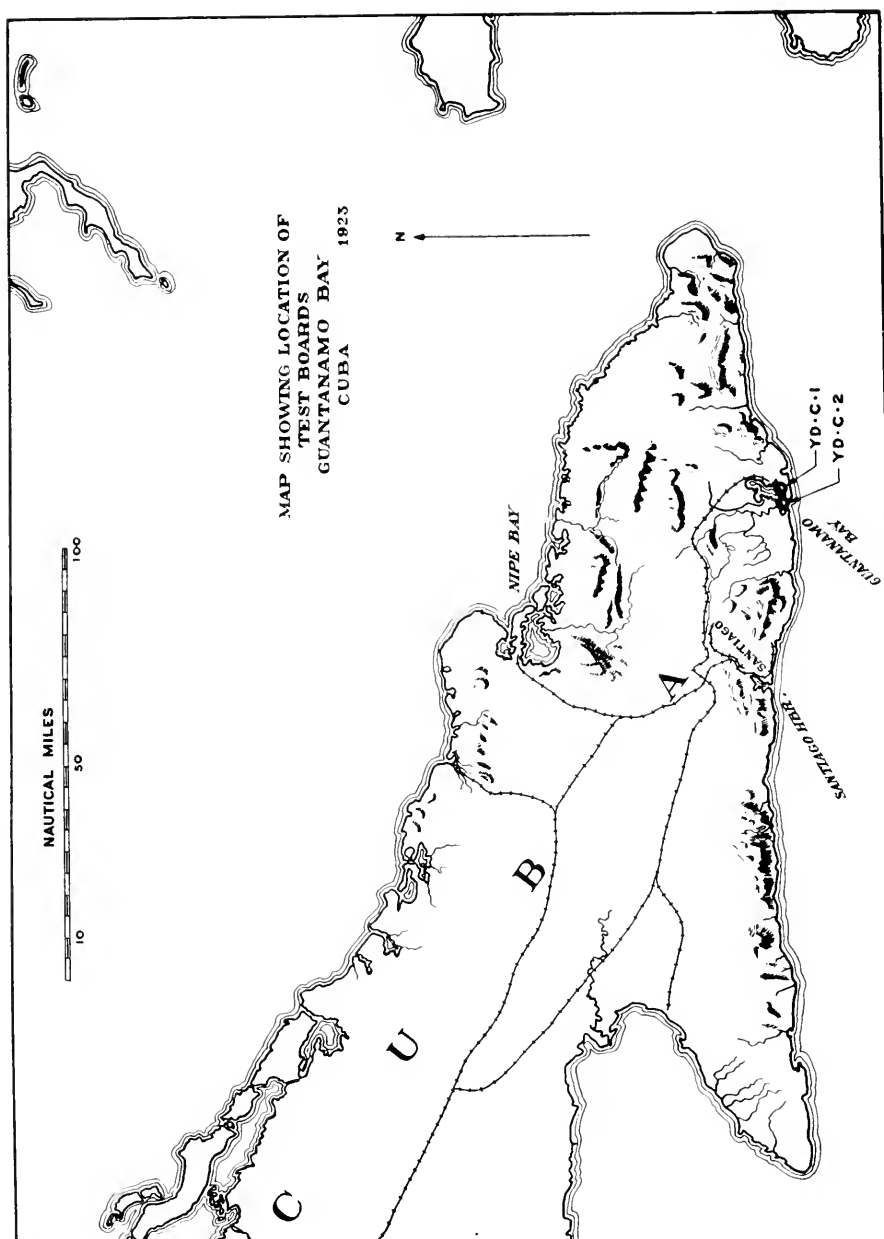 NAUTICAL MILES
10 50 100
MAP SHOWING LOCATION OF
TEST BOARDS
GUANTANAMO BAY 1923
CUBA
N
NIPE BAY
C U B A
SANTIAGO
SANTIAGO HBR.
GUANTANAMO
BAY
YD·C·1
YD·C·2